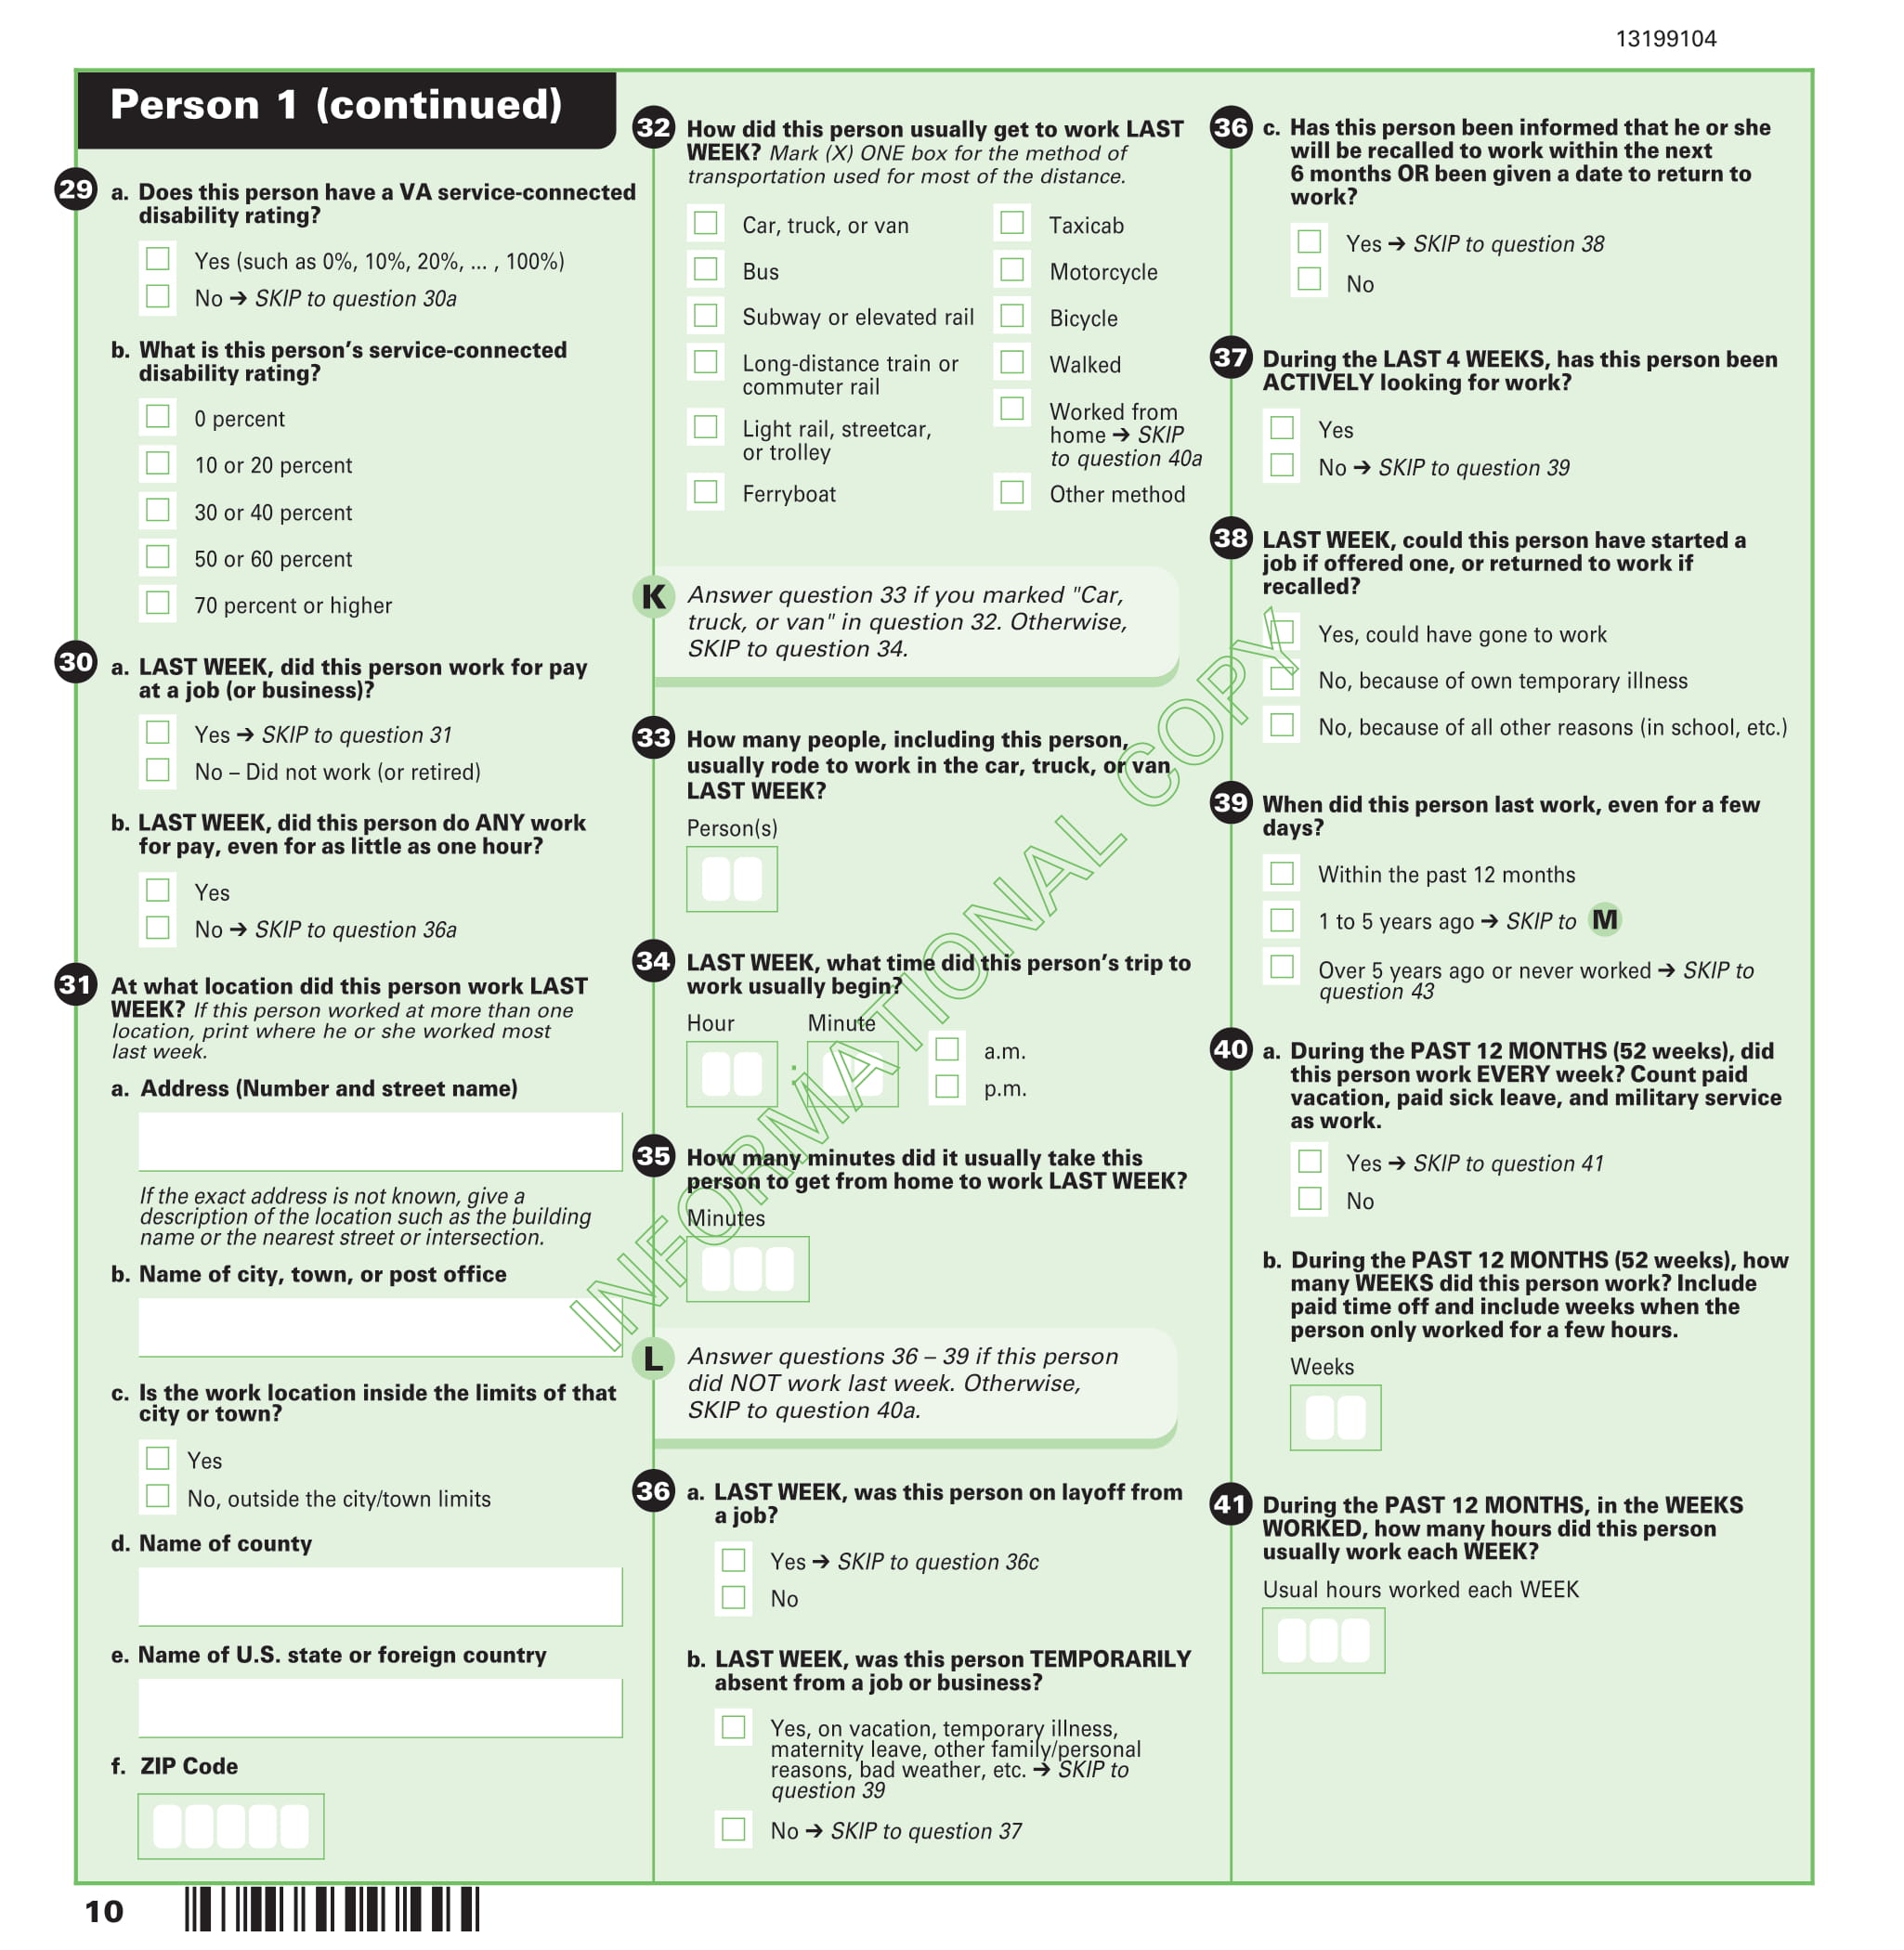 13199104
Person 1 (continued)
29
a. Does this person have a VA service-connected
disability rating?
Yes (such as 0%, 10%, 20%, ... , 100%)
No ➔ SKIP to question 30a
b. What is this person’s service-connected
disability rating?
0 percent
10 or 20 percent
30 or 40 percent
50 or 60 percent
70 percent or higher
30
a. LAST WEEK, did this person work for pay
at a job (or business)?
Yes ➔ SKIP to question 31
No – Did not work (or retired)
b. LAST WEEK, did this person do ANY work
for pay, even for as little as one hour?
Yes
No ➔ SKIP to question 36a
31
At what location did this person work LAST
WEEK? If this person worked at more than one
location, print where he or she worked most
last week.
a. Address (Number and street name)
If the exact address is not known, give a
description of the location such as the building
name or the nearest street or intersection.
b. Name of city, town, or post office
c. Is the work location inside the limits of that
city or town?
Yes
No, outside the city/town limits
d. Name of county
e. Name of U.S. state or foreign country
f. ZIP Code
32
How did this person usually get to work LAST
WEEK? Mark (X) ONE box for the method of
transportation used for most of the distance.
Car, truck, or van
Bus
Subway or elevated rail
Long-distance train or
commuter rail
Light rail, streetcar,
or trolley
Ferryboat
Taxicab
Motorcycle
Bicycle
Walked
Worked from
home ➔ SKIP
to question 40a
Other method
K
Answer question 33 if you marked "Car,
truck, or van" in question 32. Otherwise,
SKIP to question 34.
33
How many people, including this person,
usually rode to work in the car, truck, or van
LAST WEEK?
Person(s)
34
LAST WEEK, what time did this person’s trip to
work usually begin?
Hour Minute
:
a.m.
p.m.
35
How many minutes did it usually take this
person to get from home to work LAST WEEK?
Minutes
L
Answer questions 36 – 39 if this person
did NOT work last week. Otherwise,
SKIP to question 40a.
36
a. LAST WEEK, was this person on layoff from
a job?
Yes ➔ SKIP to question 36c
No
b. LAST WEEK, was this person TEMPORARILY
absent from a job or business?
Yes, on vacation, temporary illness,
maternity leave, other family/personal
reasons, bad weather, etc. ➔ SKIP to
question 39
No ➔ SKIP to question 37
36
c. Has this person been informed that he or she
will be recalled to work within the next
6 months OR been given a date to return to
work?
Yes ➔ SKIP to question 38
No
37
During the LAST 4 WEEKS, has this person been
ACTIVELY looking for work?
Yes
No ➔ SKIP to question 39
38
LAST WEEK, could this person have started a
job if offered one, or returned to work if
recalled?
Yes, could have gone to work
No, because of own temporary illness
No, because of all other reasons (in school, etc.)
39
When did this person last work, even for a few
days?
Within the past 12 months
1 to 5 years ago ➔ SKIP to M
Over 5 years ago or never worked ➔ SKIP to
question 43
40
a. During the PAST 12 MONTHS (52 weeks), did
this person work EVERY week? Count paid
vacation, paid sick leave, and military service
as work.
Yes ➔ SKIP to question 41
No
b. During the PAST 12 MONTHS (52 weeks), how
many WEEKS did this person work? Include
paid time off and include weeks when the
person only worked for a few hours.
Weeks
41
During the PAST 12 MONTHS, in the WEEKS
WORKED, how many hours did this person
usually work each WEEK?
Usual hours worked each WEEK
INFORMATIONAL COPY
10